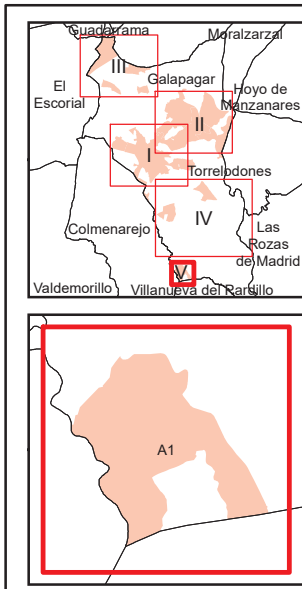 Guadarrama
Moralzarzal
III
El
Escorial
Galapagar
Hoyo de
Manzanares
II
I
Torrelodones
IV
Colmenarejo
Las
Rozas
de Madrid
V
Valdemorillo
Villanueva del Pardillo
A1